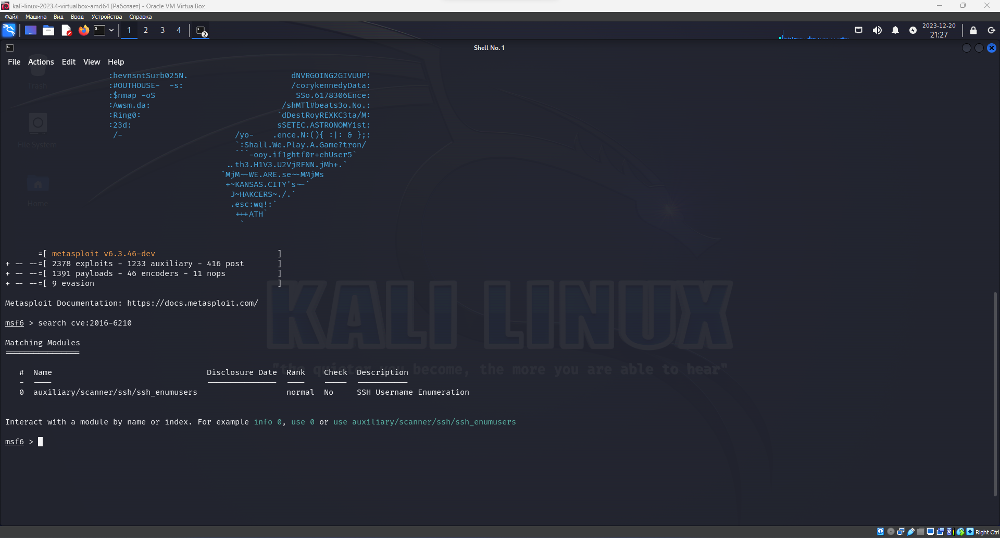 kali-linux-2023.4-virtualbox-amd64 [Работает] - Oracle VM VirtualBox
Файл Машина Вид Ввод Устройства Справка
1 2 3 4 2
2023-12-20
21:27
Shell No. 1
File Actions Edit View Help
Trash
File System
Home
:hevnsntSurb025N. dNVRGOING2GIVUUP:
:#OUTHOUSE- -s: /corykennedyData:
:$nmap -oS SSo.6178306Ence:
:Awsm.da: /shMTl#beats3o.No.:
:Ring0: `dDestRoyREXKC3ta/M:
:23d: sSETEC.ASTRONOMYist:
/- /yo- .ence.N:(){ :|: & };:
`:Shall.We.Play.A.Game?tron/
```-ooy.if1ghtf0r+ehUser5`
..th3.H1V3.U2VjRFNN.jMh+.`
`MjM~~WE.ARE.se~~MMjMs
+~KANSAS.CITY's~-`
J~HAKCERS~./.`
.esc:wq!:`
+++ATH`
`
=[ metasploit v6.3.46-dev ]
+ -- --=[ 2378 exploits - 1233 auxiliary - 416 post ]
+ -- --=[ 1391 payloads - 46 encoders - 11 nops ]
+ -- --=[ 9 evasion ]
Metasploit Documentation: https://docs.metasploit.com/
msf6 > search cve:2016-6210
Matching Modules
================
# Name Disclosure Date Rank Check Description
- ---- --------------- ---- ----- -----------
0 auxiliary/scanner/ssh/ssh_enumusers normal No SSH Username Enumeration
Interact with a module by name or index. For example info 0, use 0 or use auxiliary/scanner/ssh/ssh_enumusers
msf6 >
KALI LINUX
"the quieter you become, the more you are able to hear"
Right Ctrl